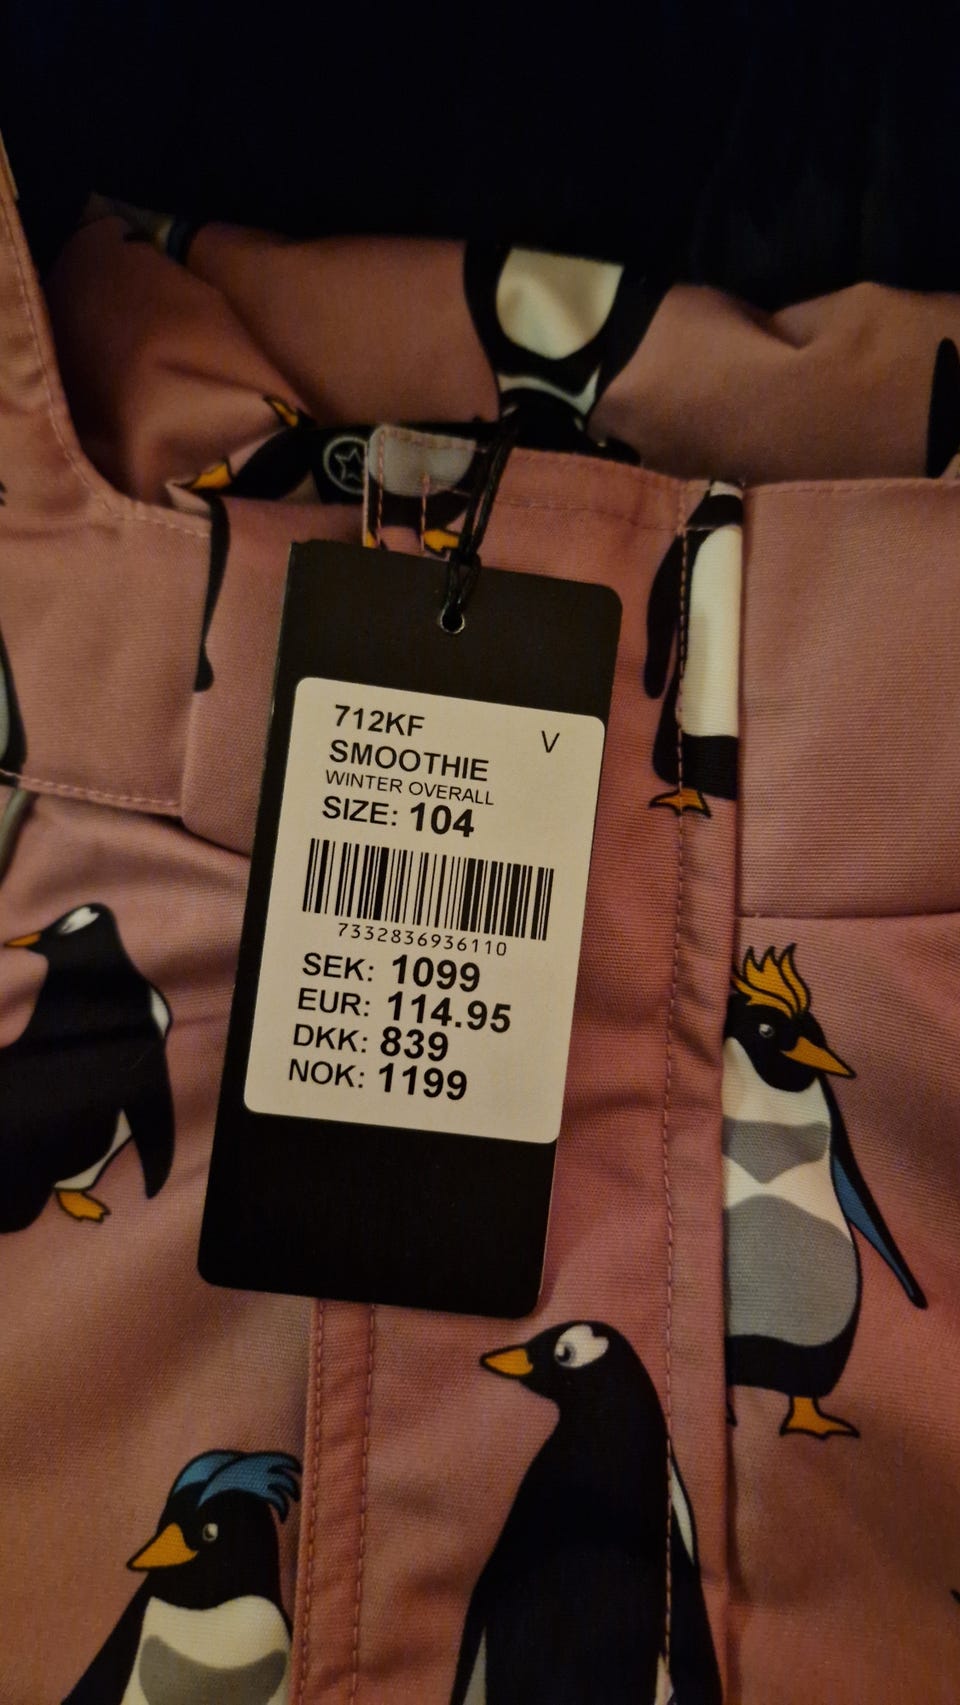 712KF
V
SMOOTHIE
WINTER OVERALL
SIZE: 104
7332836936110
SEK: 1099
EUR: 114.95
DKK: 839
NOK: 1199